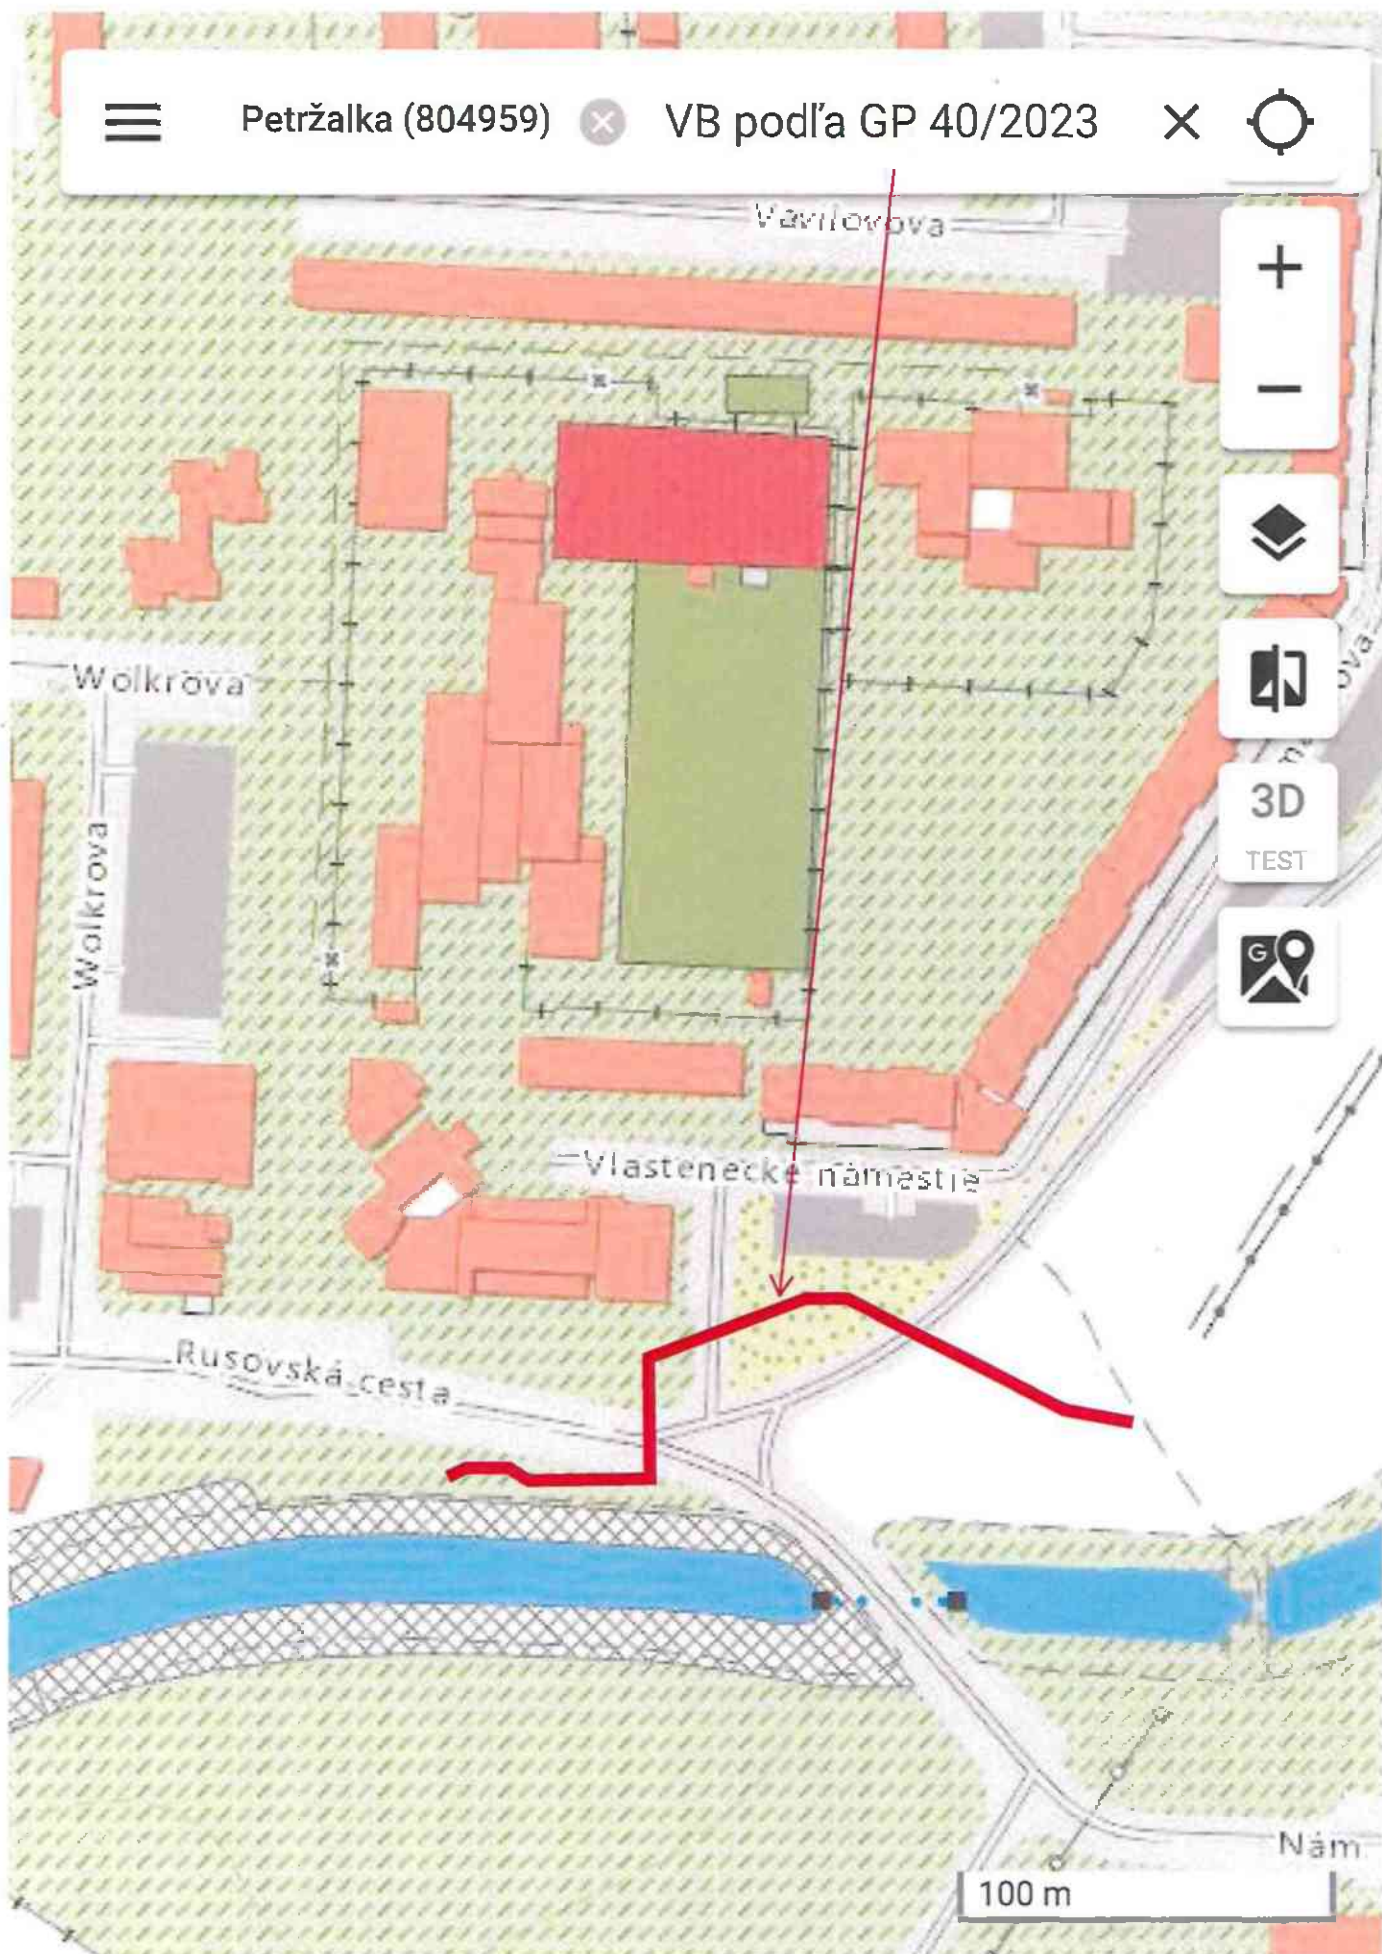 Petržalka (804959) VB podľa GP 40/2023
Vavilovova
+
−
Wolkrova
3D
TEST
Wolkrova
G
Vlastenecké námestie
Rusovská cesta
Nám
100 m